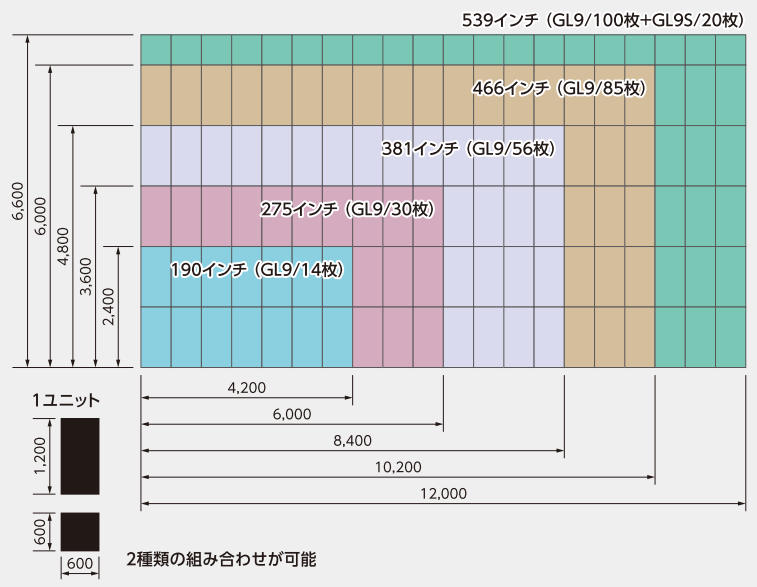 539インチ（GL9/100枚+GL9S/20枚）
466インチ（GL9/85枚）
381インチ（GL9/56枚）
275インチ（GL9/30枚）
190インチ（GL9/14枚）
6,600
6,000
4,800
3,600
2,400
4,200
6,000
8,400
10,200
12,000
1ユニット
1,200
600
600
2種類の組み合わせが可能